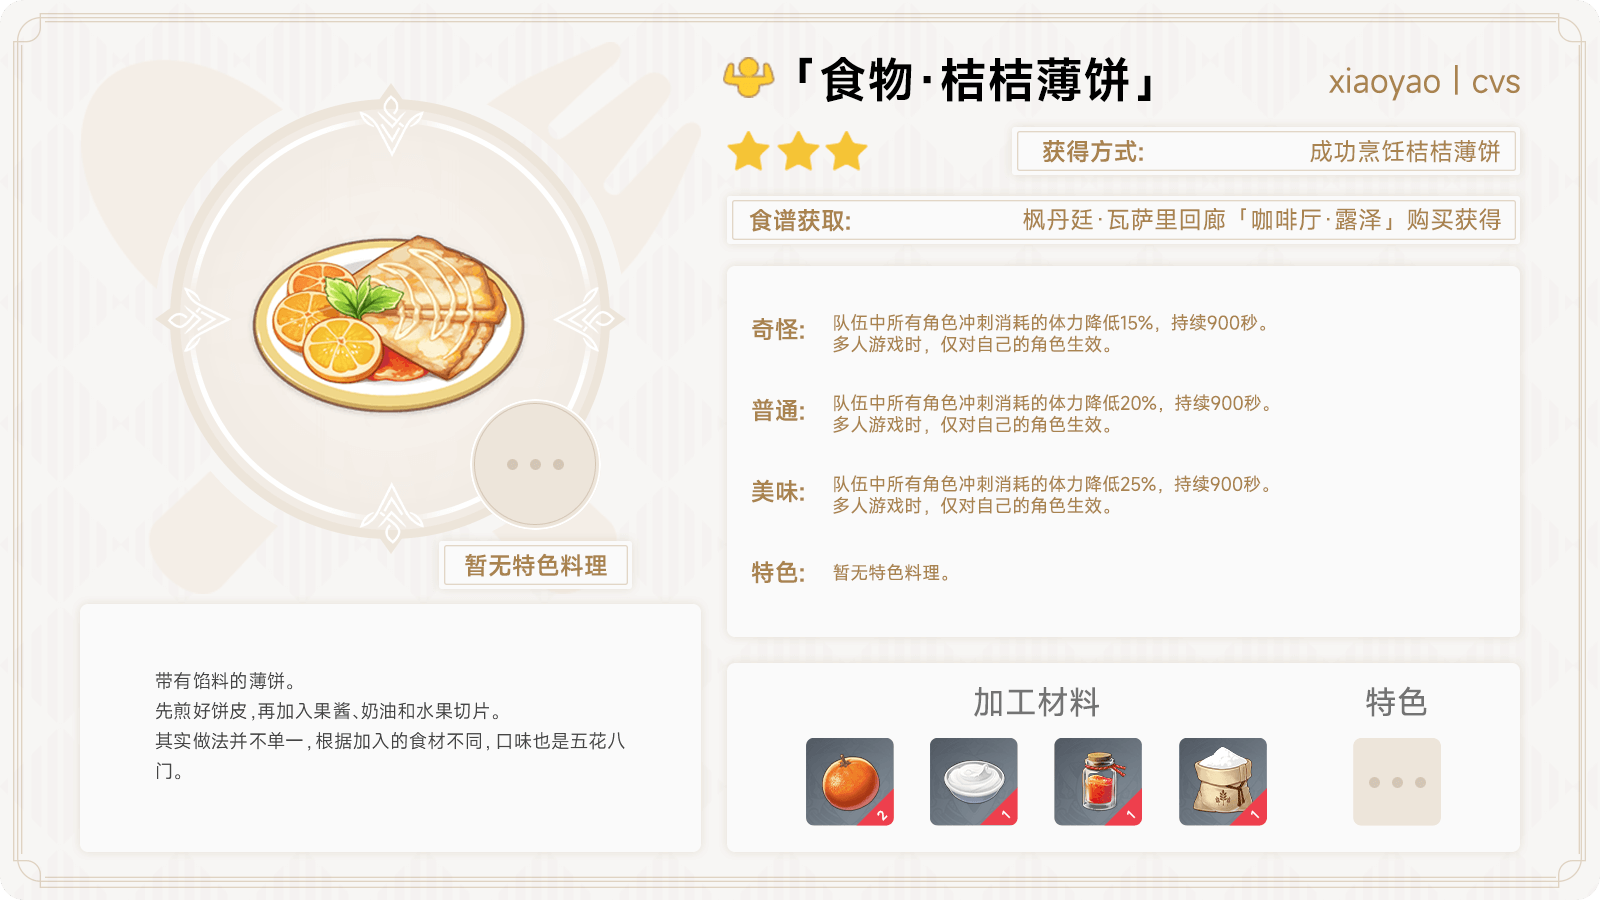 「食物·桔桔薄饼」
xiaoyao | cvs
获得方式:
成功烹饪桔桔薄饼
食谱获取:
枫丹廷·瓦萨里回廊「咖啡厅·露泽」购买获得
奇怪:
队伍中所有角色冲刺消耗的体力降低15%，持续900秒。
多人游戏时，仅对自己的角色生效。
普通:
队伍中所有角色冲刺消耗的体力降低20%，持续900秒。
多人游戏时，仅对自己的角色生效。
美味:
队伍中所有角色冲刺消耗的体力降低25%，持续900秒。
多人游戏时，仅对自己的角色生效。
特色:
暂无特色料理。
暂无特色料理
带有馅料的薄饼。
先煎好饼皮,再加入果酱、奶油和水果切片。
其实做法并不单一,根据加入的食材不同,口味也是五花八
门。
加工材料
特色
2
1
1
1